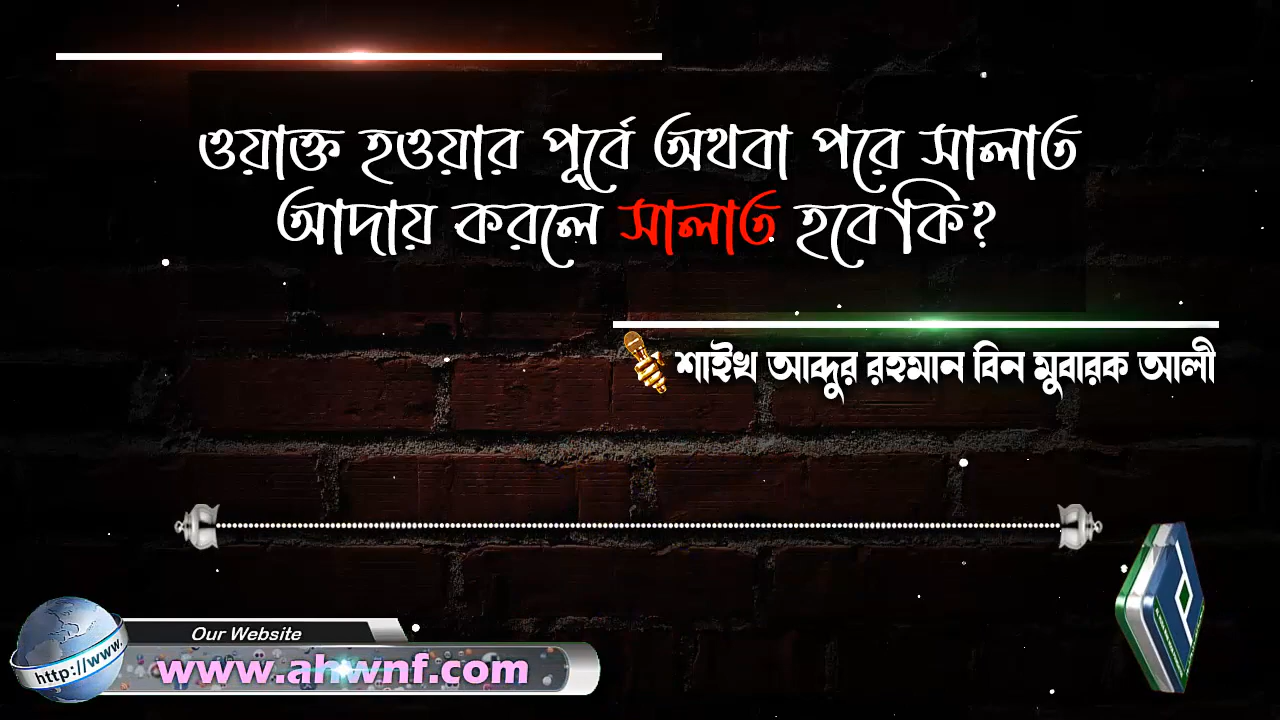 ওয়াক্ত হওয়ার পূর্বে অথবা পরে সালাত
আদায় করলে সালাত হবে কি?
শাইখ আব্দুর রহমান বিন মুবারক আলী
Our Website
http://www.
www.ahwnf.com